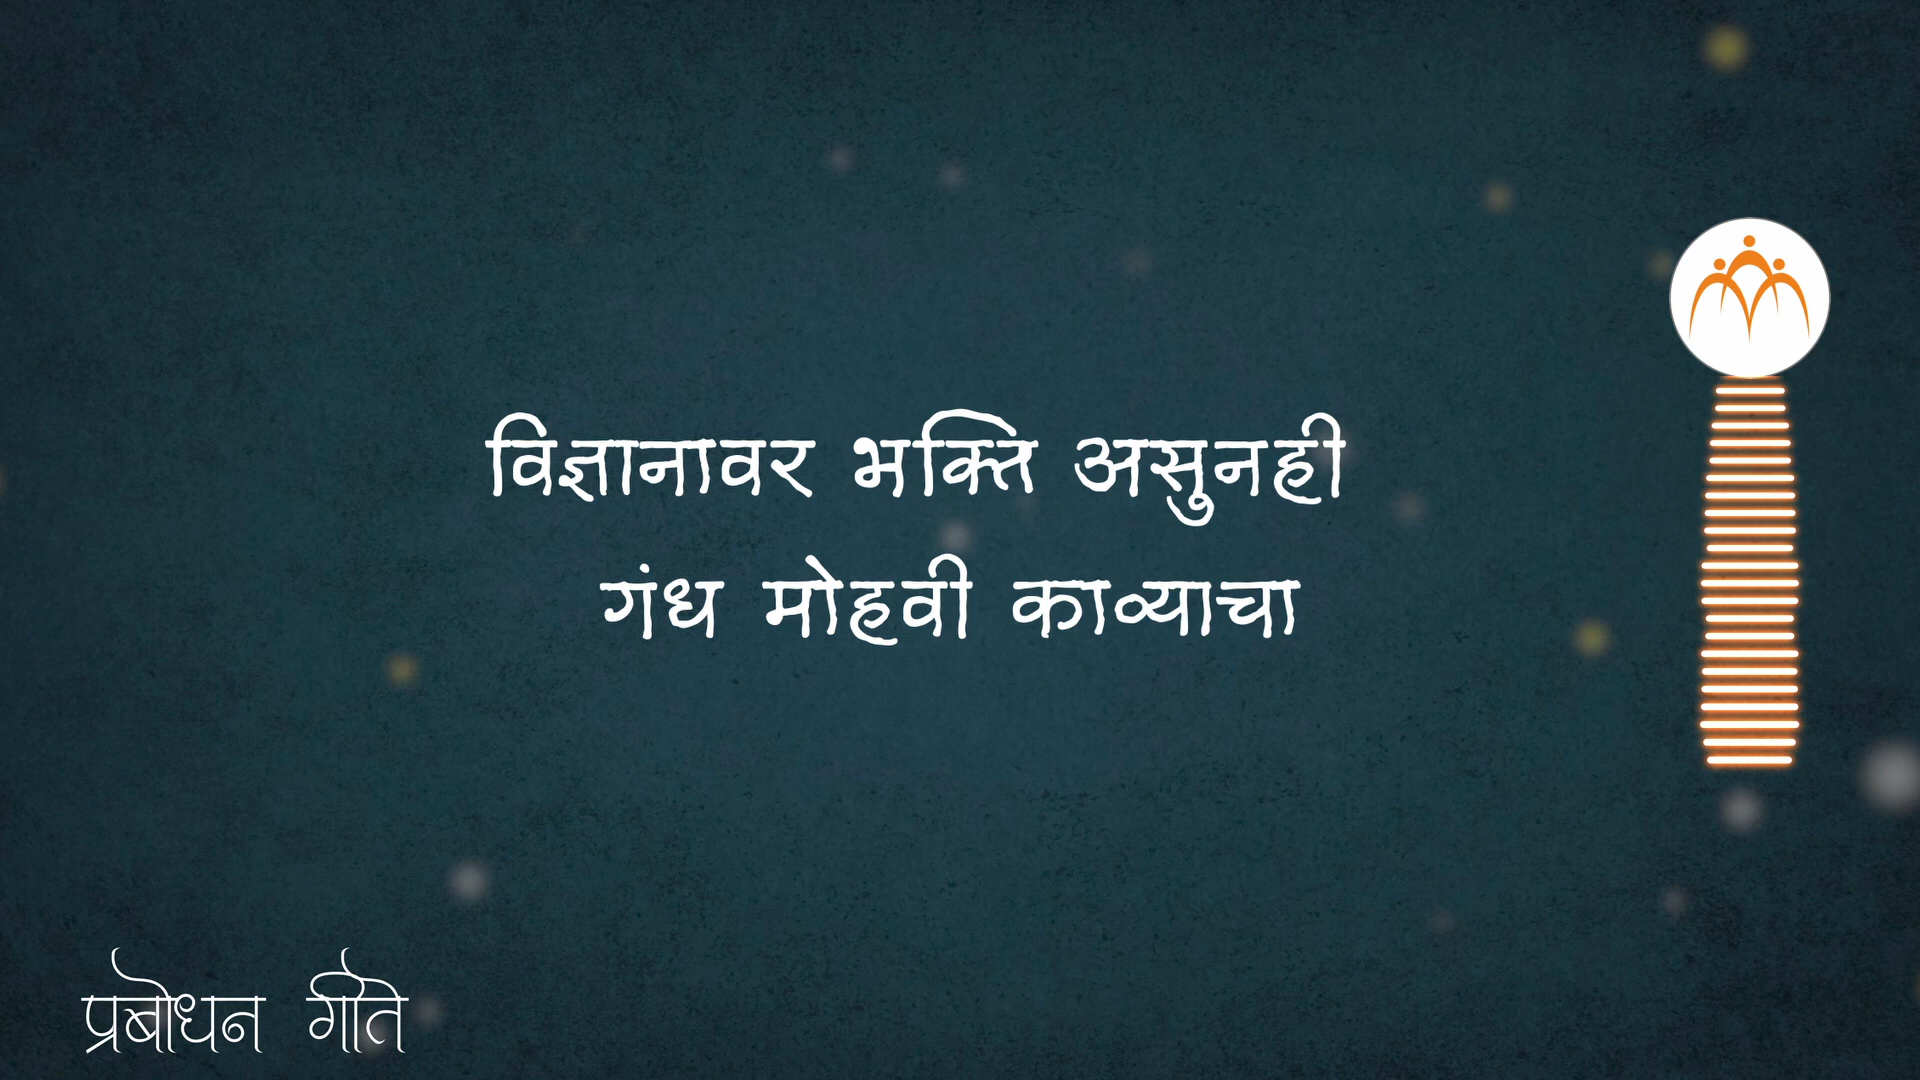 विज्ञानावर भक्ति असुनही
गंध मोहवी काव्याचा
प्रबोधन गीते